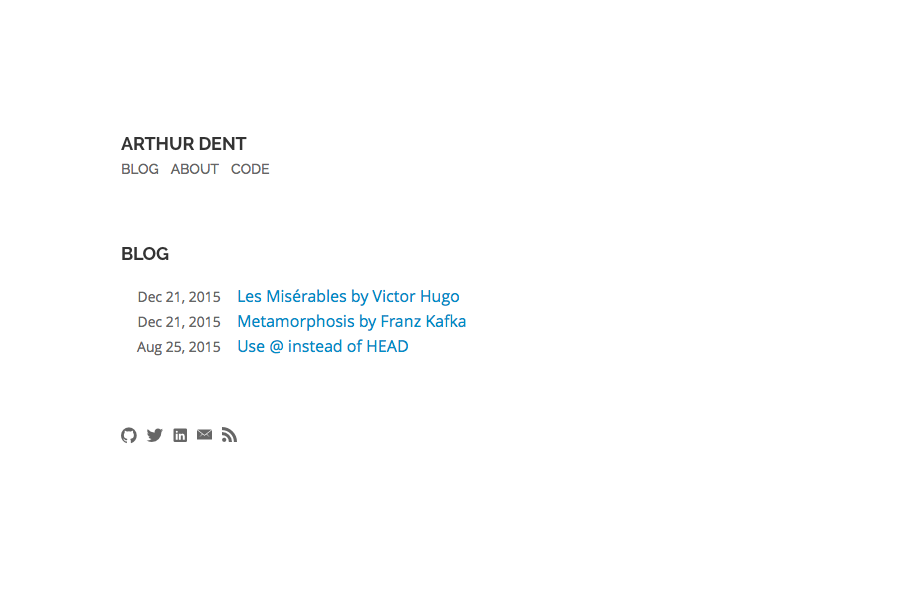 ARTHUR DENT
BLOG ABOUT CODE
BLOG
Dec 21, 2015 Les Misérables by Victor Hugo
Dec 21, 2015 Metamorphosis by Franz Kafka
Aug 25, 2015 Use @ instead of HEAD